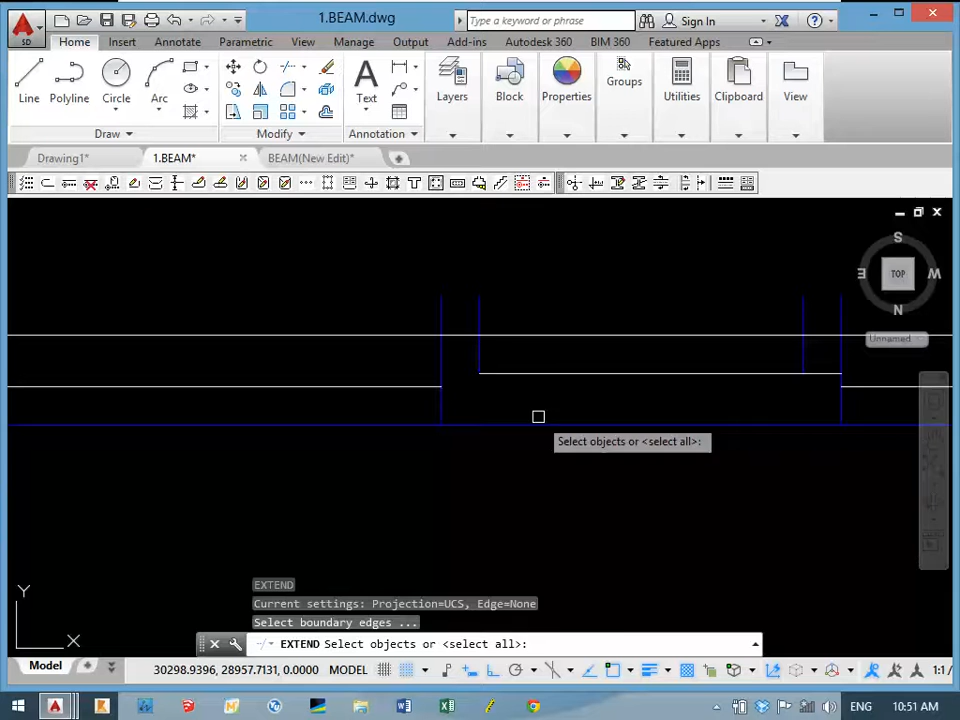 1.BEAM.dwg
Type a keyword or phrase
Sign In
SD
Home Insert Annotate Parametric View Manage Output Add-ins Autodesk 360 BIM 360 Featured Apps
Line Polyline Circle Arc Text Layers Block Properties Groups Utilities Clipboard View
Draw Modify Annotation
Drawing1* 1.BEAM* BEAM(New Edit)*
S
E TOP W
N
Unnamed
Select objects or <select all>:
Y
X
EXTEND
Current settings: Projection=UCS, Edge=None
Select boundary edges ...
EXTEND Select objects or <select all>:
Model 30298.9396, 28957.7131, 0.0000 MODEL 1:1
ENG 10:51 AM